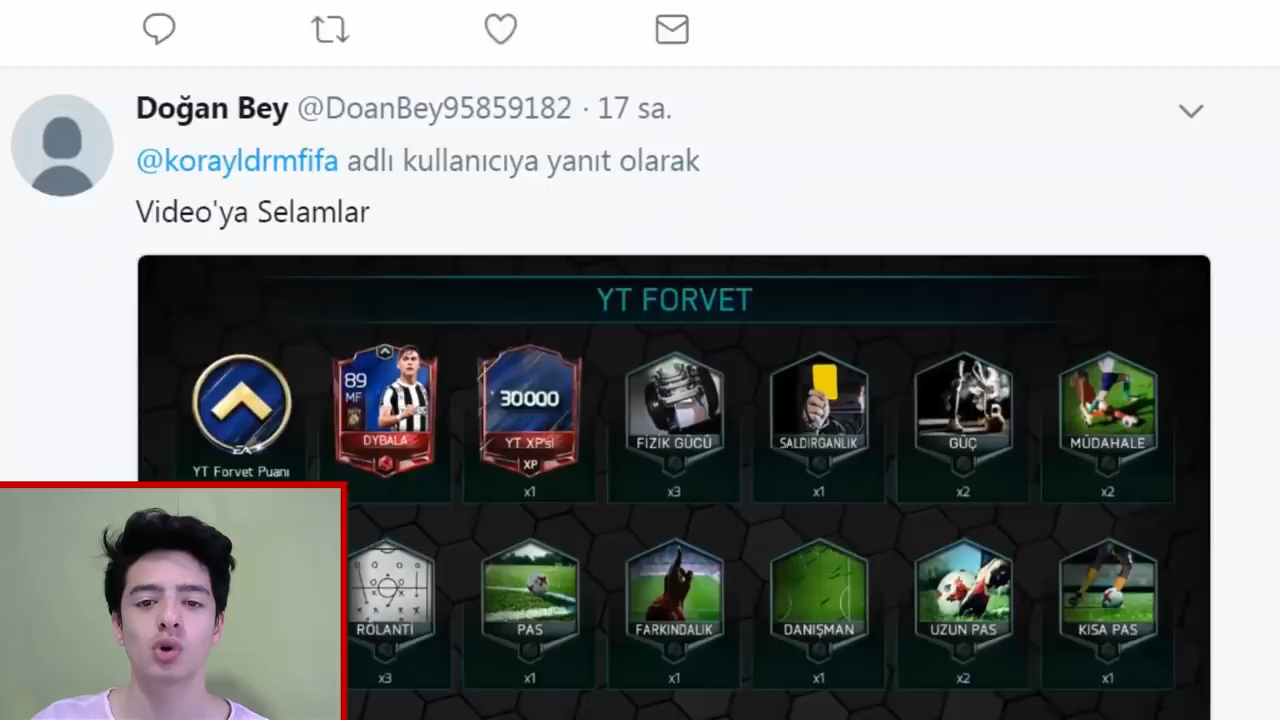 Doğan Bey @DoanBey95859182 · 17 sa.
@korayldrmfifa adlı kullanıcıya yanıt olarak
Video'ya Selamlar
YT FORVET
89
MF
DYBALA
30000
YT XP'si
XP
FİZİK GÜCÜ
SALDIRGANLIK
GÜÇ
MÜDAHALE
EA
YT Forvet Puanı
x1
x3
x1
x2
x2
ROLANTİ
PAS
FARKINDALIK
DANIŞMAN
UZUN PAS
KISA PAS
x3
x1
x1
x1
x2
x1